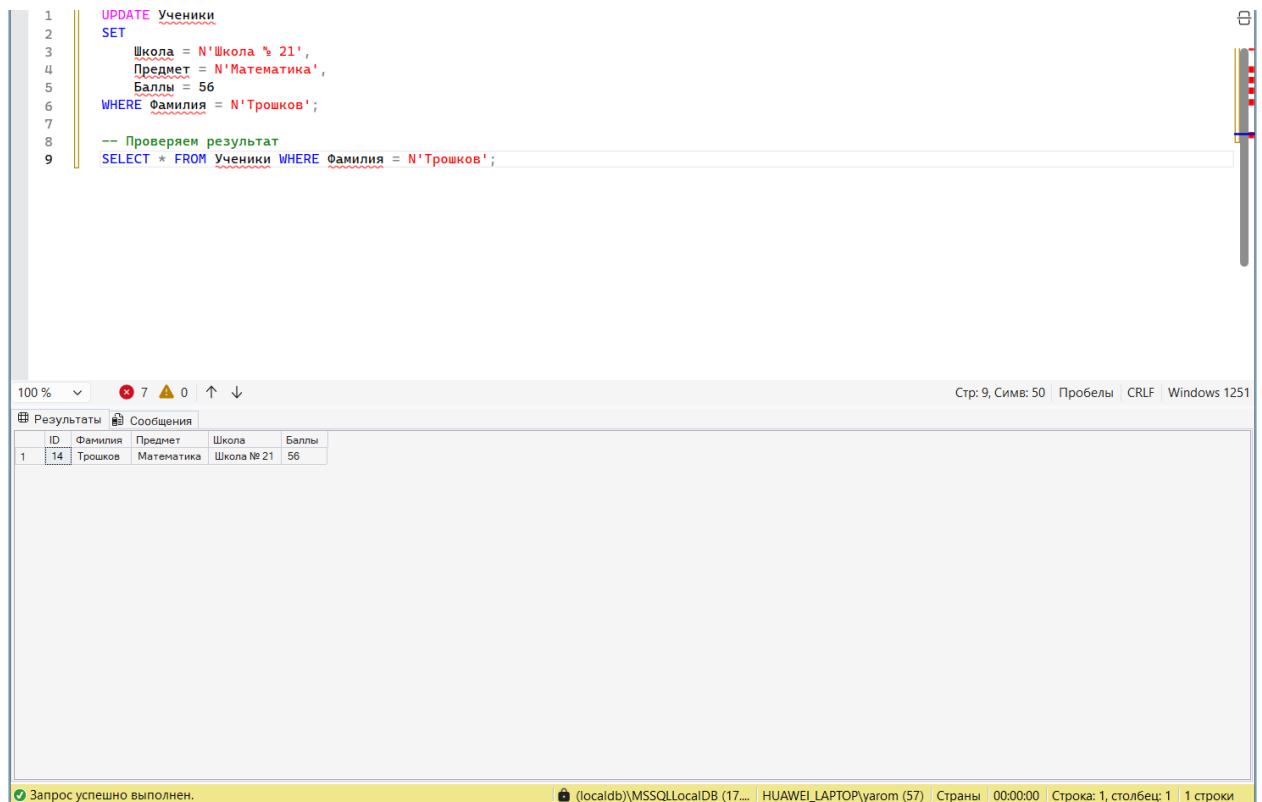 1 UPDATE Ученики
2 SET
3 Школа = N'Школа № 21',
4 Предмет = N'Математика',
5 Баллы = 56
6 WHERE Фамилия = N'Трошков';
7
8 -- Проверяем результат
9 SELECT * FROM Ученики WHERE Фамилия = N'Трошков';
100 % 7 0 Стр: 9, Симв: 50 Пробелы CRLF Windows 1251
Результаты Сообщения
ID Фамилия Предмет Школа Баллы
1 14 Трошков Математика Школа № 21 56
Запрос успешно выполнен. (localdb)\MSSQLLocalDB (17.... HUAWEI_LAPTOP\yarom (57) Страны 00:00:00 Строка: 1, столбец: 1 1 строки